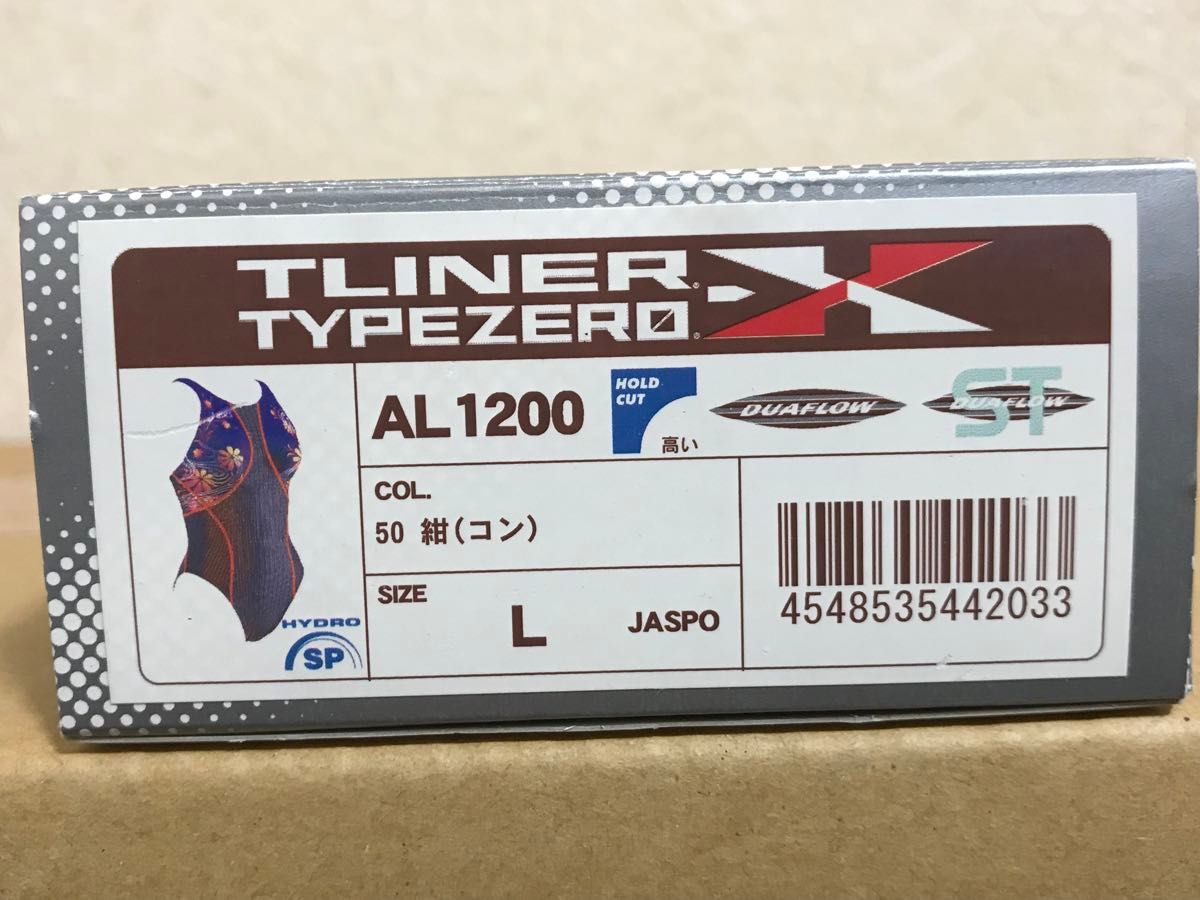 TLINER®
TYPEZERO®-X
AL1200
HOLD
CUT
高い
DUAFLOW
DUAFLOW
ST
COL.
50 紺(コン)
SIZE
L
JASPO
4548535442033
HYDRO
SP